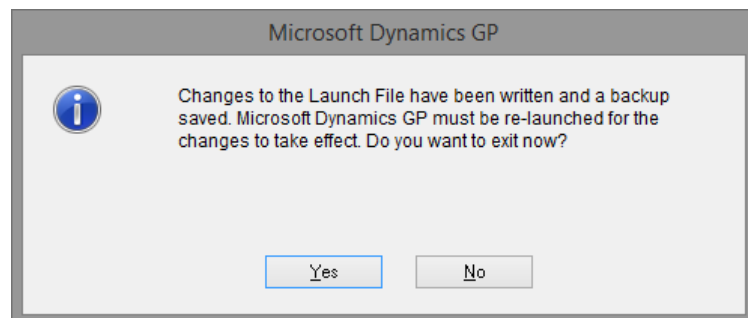 Microsoft Dynamics GP
Changes to the Launch File have been written and a backup
saved. Microsoft Dynamics GP must be re-launched for the
changes to take effect. Do you want to exit now?
Yes No